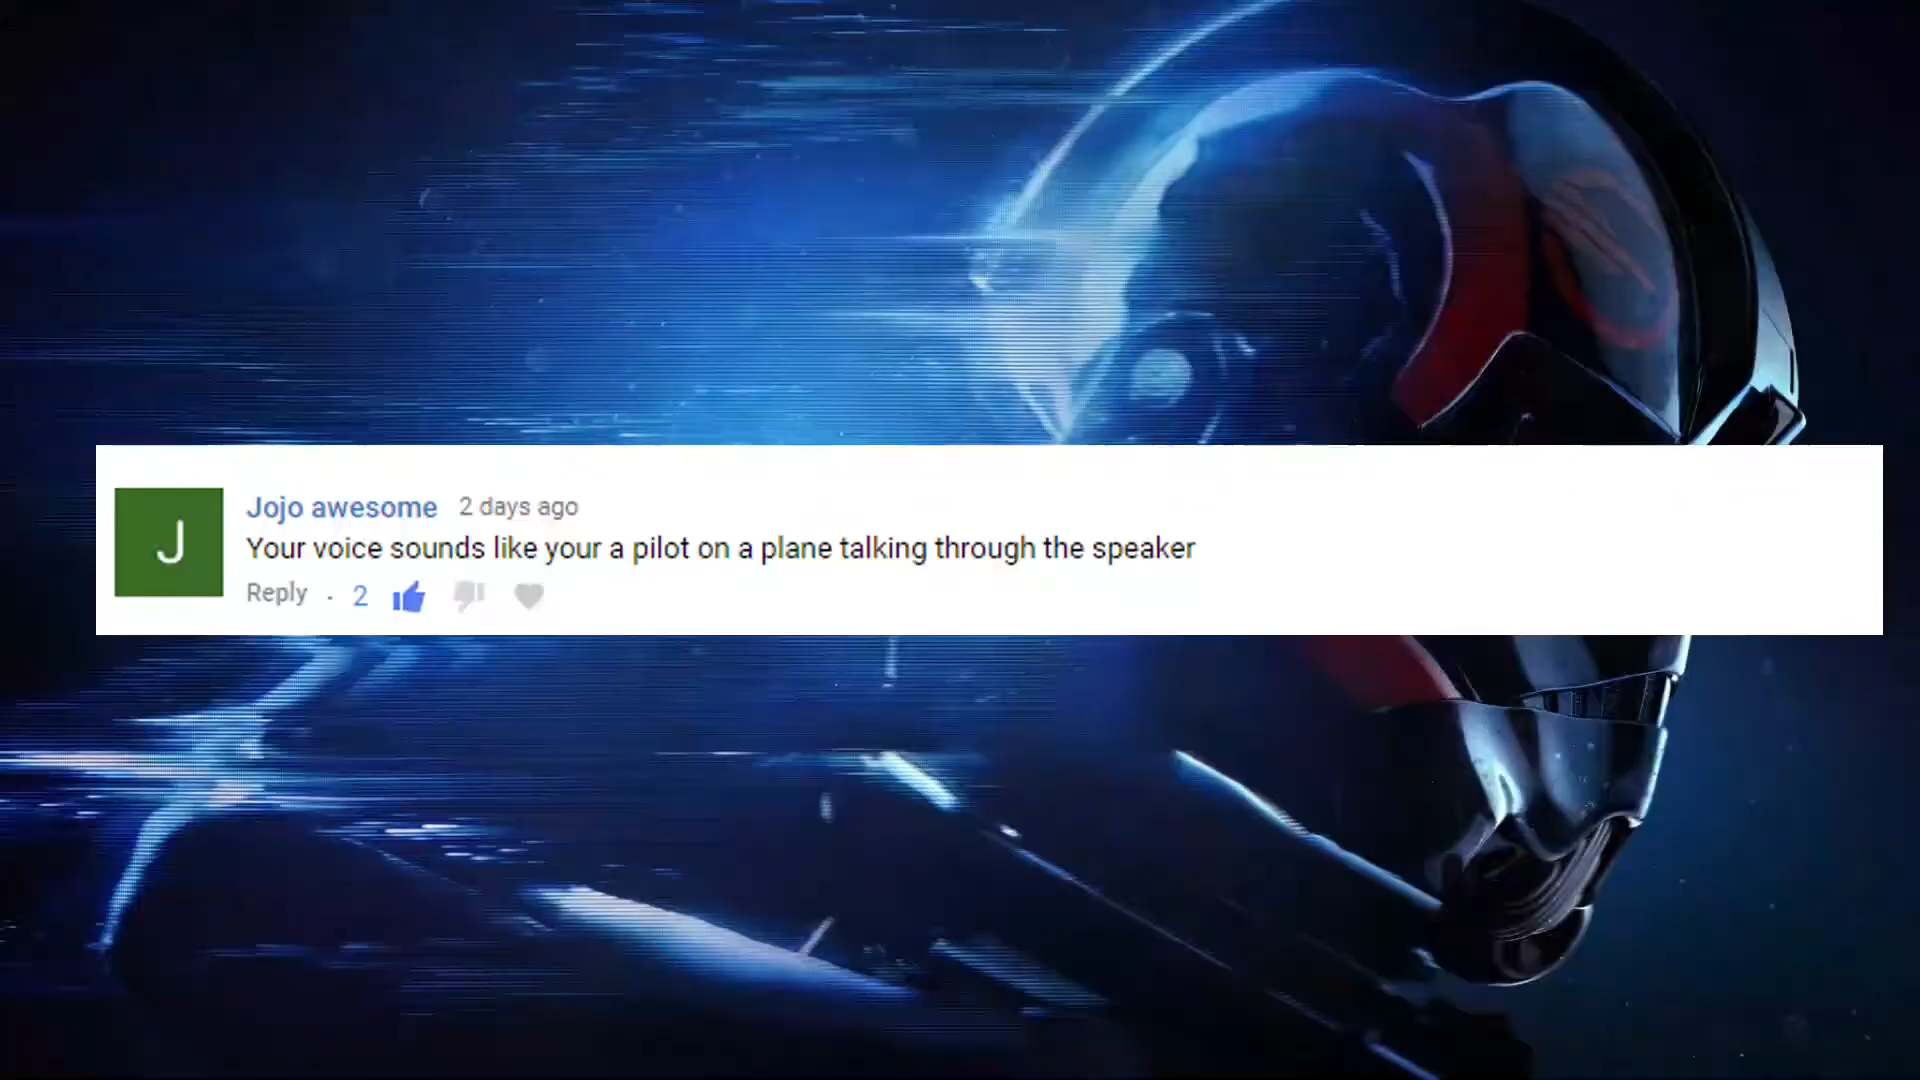 J
Jojo awesome 2 days ago
Your voice sounds like your a pilot on a plane talking through the speaker
Reply · 2